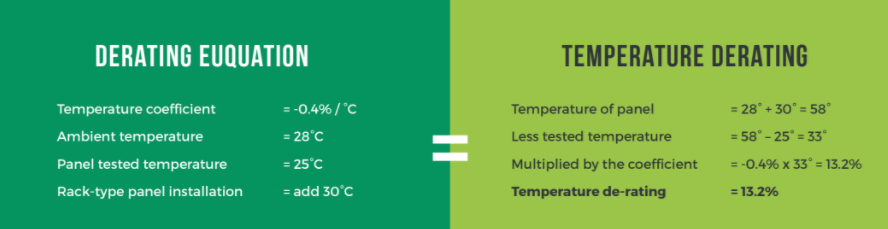 DERATING EUQUATION
Temperature coefficient = -0.4% / °C
Ambient temperature = 28°C
Panel tested temperature = 25°C
Rack-type panel installation = add 30°C
=
TEMPERATURE DERATING
Temperature of panel = 28° + 30° = 58°
Less tested temperature = 58° – 25° = 33°
Multiplied by the coefficient = -0.4% x 33° = 13.2%
Temperature de-rating = 13.2%